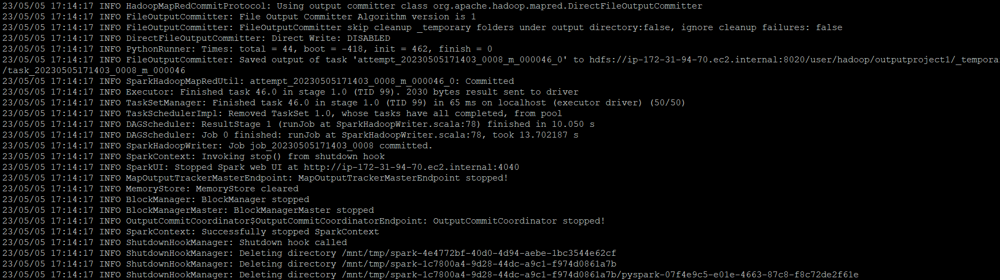 23/05/05 17:14:17 INFO HadoopMapRedCommitProtocol: Using output committer class org.apache.hadoop.mapred.DirectFileOutputCommitter
23/05/05 17:14:17 INFO FileOutputCommitter: File Output Committer Algorithm version is 1
23/05/05 17:14:17 INFO FileOutputCommitter: FileOutputCommitter skip cleanup _temporary folders under output directory:false, ignore cleanup failures: false
23/05/05 17:14:17 INFO DirectFileOutputCommitter: Direct Write: DISABLED
23/05/05 17:14:17 INFO PythonRunner: Times: total = 44, boot = -418, init = 462, finish = 0
23/05/05 17:14:17 INFO FileOutputCommitter: Saved output of task 'attempt_20230505171403_0008_m_000046_0' to hdfs://ip-172-31-94-70.ec2.internal:8020/user/hadoop/outputproject1/_temporar
/task_20230505171403_0008_m_000046
23/05/05 17:14:17 INFO SparkHadoopMapRedUtil: attempt_20230505171403_0008_m_000046_0: Committed
23/05/05 17:14:17 INFO Executor: Finished task 46.0 in stage 1.0 (TID 99). 2030 bytes result sent to driver
23/05/05 17:14:17 INFO TaskSetManager: Finished task 46.0 in stage 1.0 (TID 99) in 65 ms on localhost (executor driver) (50/50)
23/05/05 17:14:17 INFO TaskSchedulerImpl: Removed TaskSet 1.0, whose tasks have all completed, from pool
23/05/05 17:14:17 INFO DAGScheduler: ResultStage 1 (runJob at SparkHadoopWriter.scala:78) finished in 10.050 s
23/05/05 17:14:17 INFO DAGScheduler: Job 0 finished: runJob at SparkHadoopWriter.scala:78, took 13.702187 s
23/05/05 17:14:17 INFO SparkHadoopWriter: Job job_20230505171403_0008 committed.
23/05/05 17:14:17 INFO SparkContext: Invoking stop() from shutdown hook
23/05/05 17:14:17 INFO SparkUI: Stopped Spark web UI at http://ip-172-31-94-70.ec2.internal:4040
23/05/05 17:14:17 INFO MapOutputTrackerMasterEndpoint: MapOutputTrackerMasterEndpoint stopped!
23/05/05 17:14:17 INFO MemoryStore: MemoryStore cleared
23/05/05 17:14:17 INFO BlockManager: BlockManager stopped
23/05/05 17:14:17 INFO BlockManagerMaster: BlockManagerMaster stopped
23/05/05 17:14:17 INFO OutputCommitCoordinator$OutputCommitCoordinatorEndpoint: OutputCommitCoordinator stopped!
23/05/05 17:14:17 INFO SparkContext: Successfully stopped SparkContext
23/05/05 17:14:17 INFO ShutdownHookManager: Shutdown hook called
23/05/05 17:14:17 INFO ShutdownHookManager: Deleting directory /mnt/tmp/spark-4e4772bf-40d0-4d94-aebe-1bc3544e62cf
23/05/05 17:14:17 INFO ShutdownHookManager: Deleting directory /mnt/tmp/spark-1c7800a4-9d28-44dc-a9c1-f974d0861a7b
23/05/05 17:14:17 INFO ShutdownHookManager: Deleting directory /mnt/tmp/spark-1c7800a4-9d28-44dc-a9c1-f974d0861a7b/pyspark-07f4e9c5-e01e-4663-87c8-f8c72de2f61e